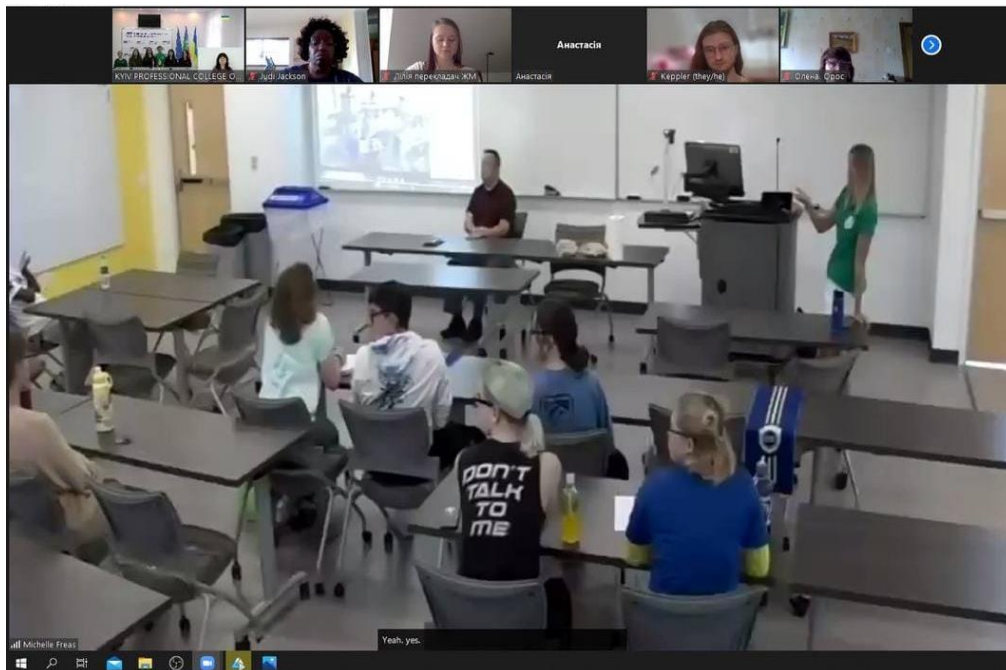 Анастасія
KYIV PROFESSIONAL COLLEGE O...
Judi Jackson
Лілія перекладач ЖМ
Анастасія
Keppler (they/he)
Олена Орос
DON'T
TALK
TO
ME
Michelle Freas
Yeah. yes.